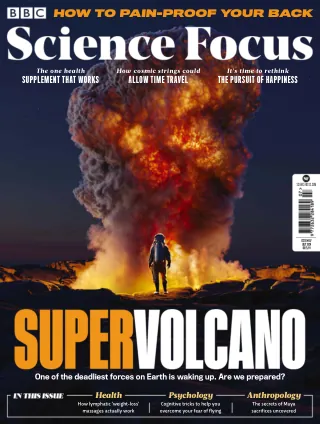 BBC HOW TO PAIN-PROOF YOUR BACK
Science Focus
The one health
SUPPLEMENT THAT WORKS
How cosmic strings could
ALLOW TIME TRAVEL
It's time to rethink
THE PURSUIT OF HAPPINESS
SUPERVOLCANO
One of the deadliest forces on Earth is waking up. Are we prepared?
IN THIS ISSUE
Health
How lymphatic 'weight-loss'
massages actually work
Psychology
Cognitive tricks to help you
overcome your fear of flying
Anthropology
The secrets of Maya
sacrifices uncovered